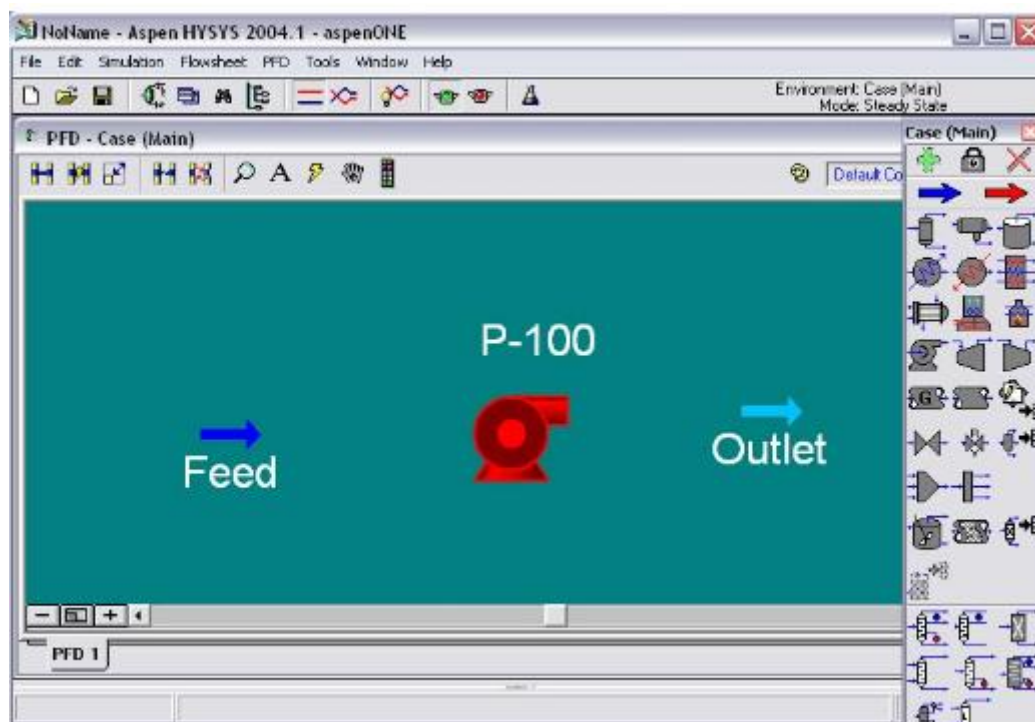 NoName - Aspen HYSYS 2004.1 - aspenONE
File Edit Simulation Flowsheet PFD Tools Window Help
Environment: Case (Main)
Mode: Steady State
PFD - Case (Main)
Case (Main)
A
Default Co
P-100
Feed
Outlet
G
PFD 1